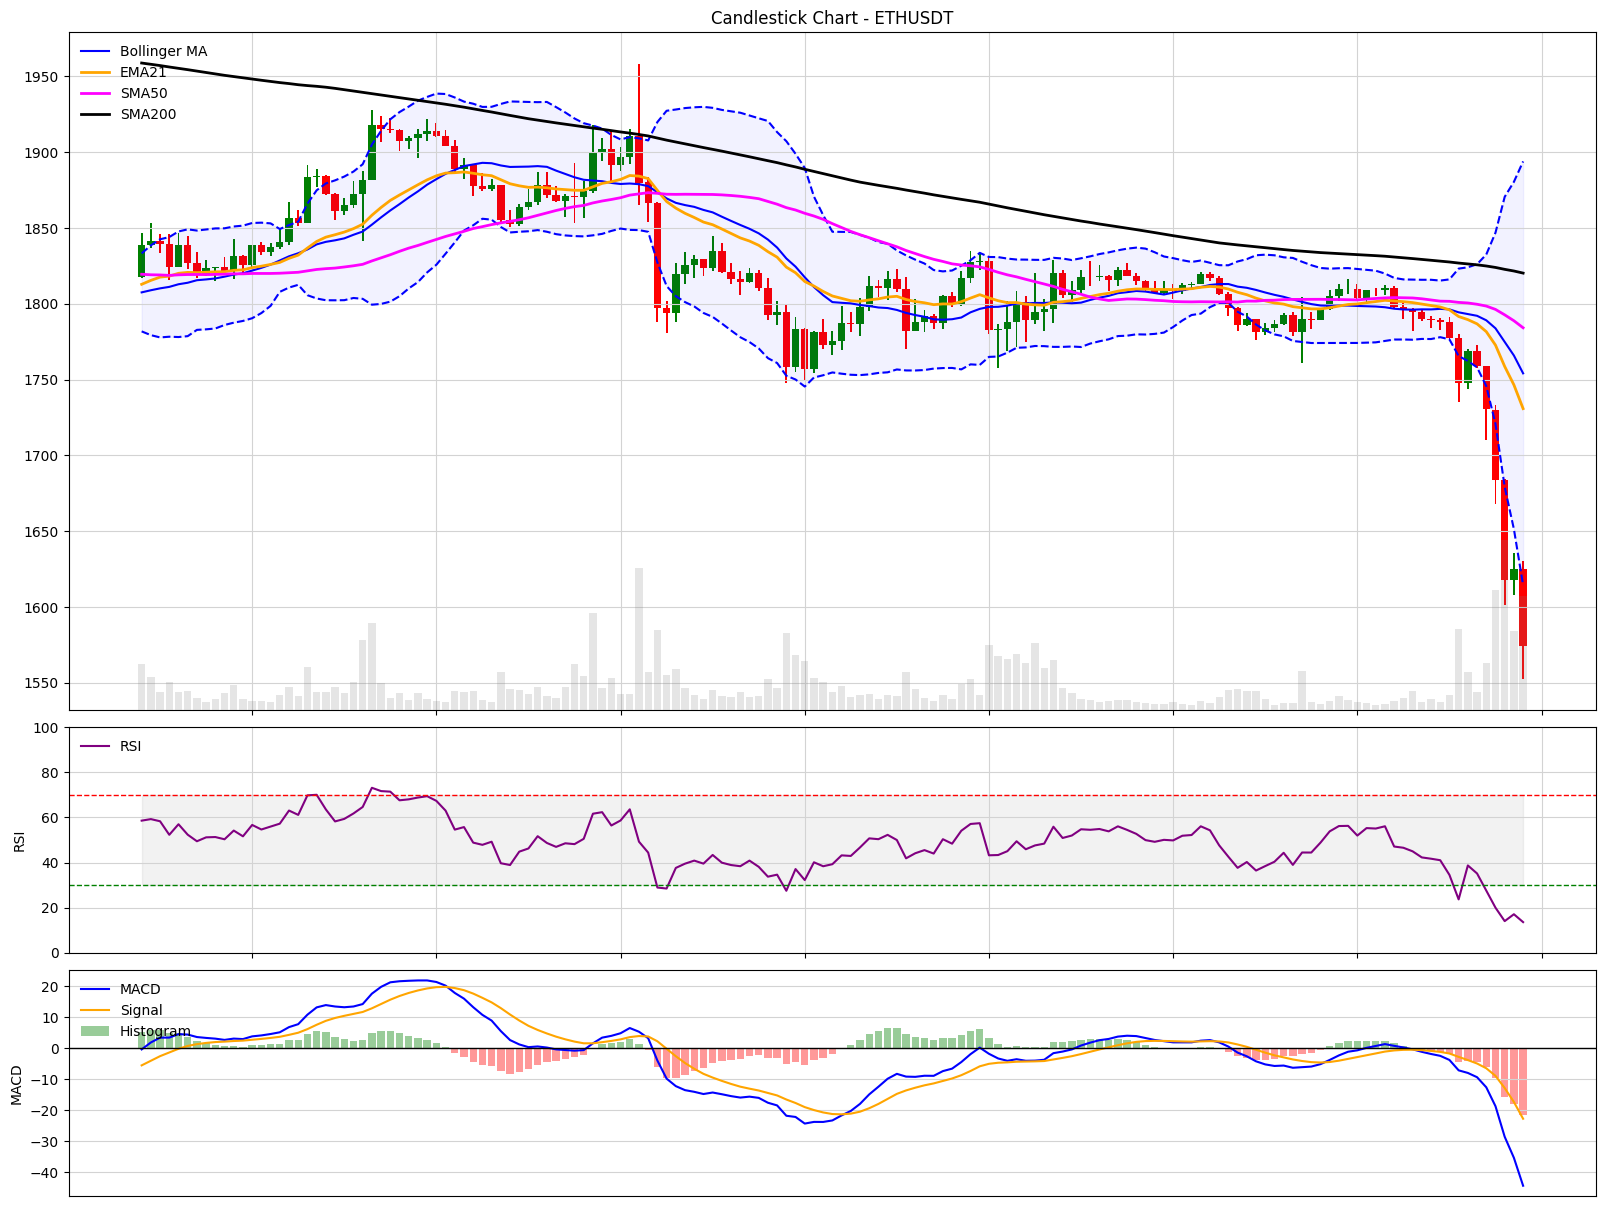 Candlestick Chart - ETHUSDT
Bollinger MA
EMA21
SMA50
SMA200
1950
1900
1850
1800
1750
1700
1650
1600
1550
RSI
100
80
60
40
20
0
RSI
MACD
Signal
Histogram
20
10
0
−10
−20
−30
−40
MACD